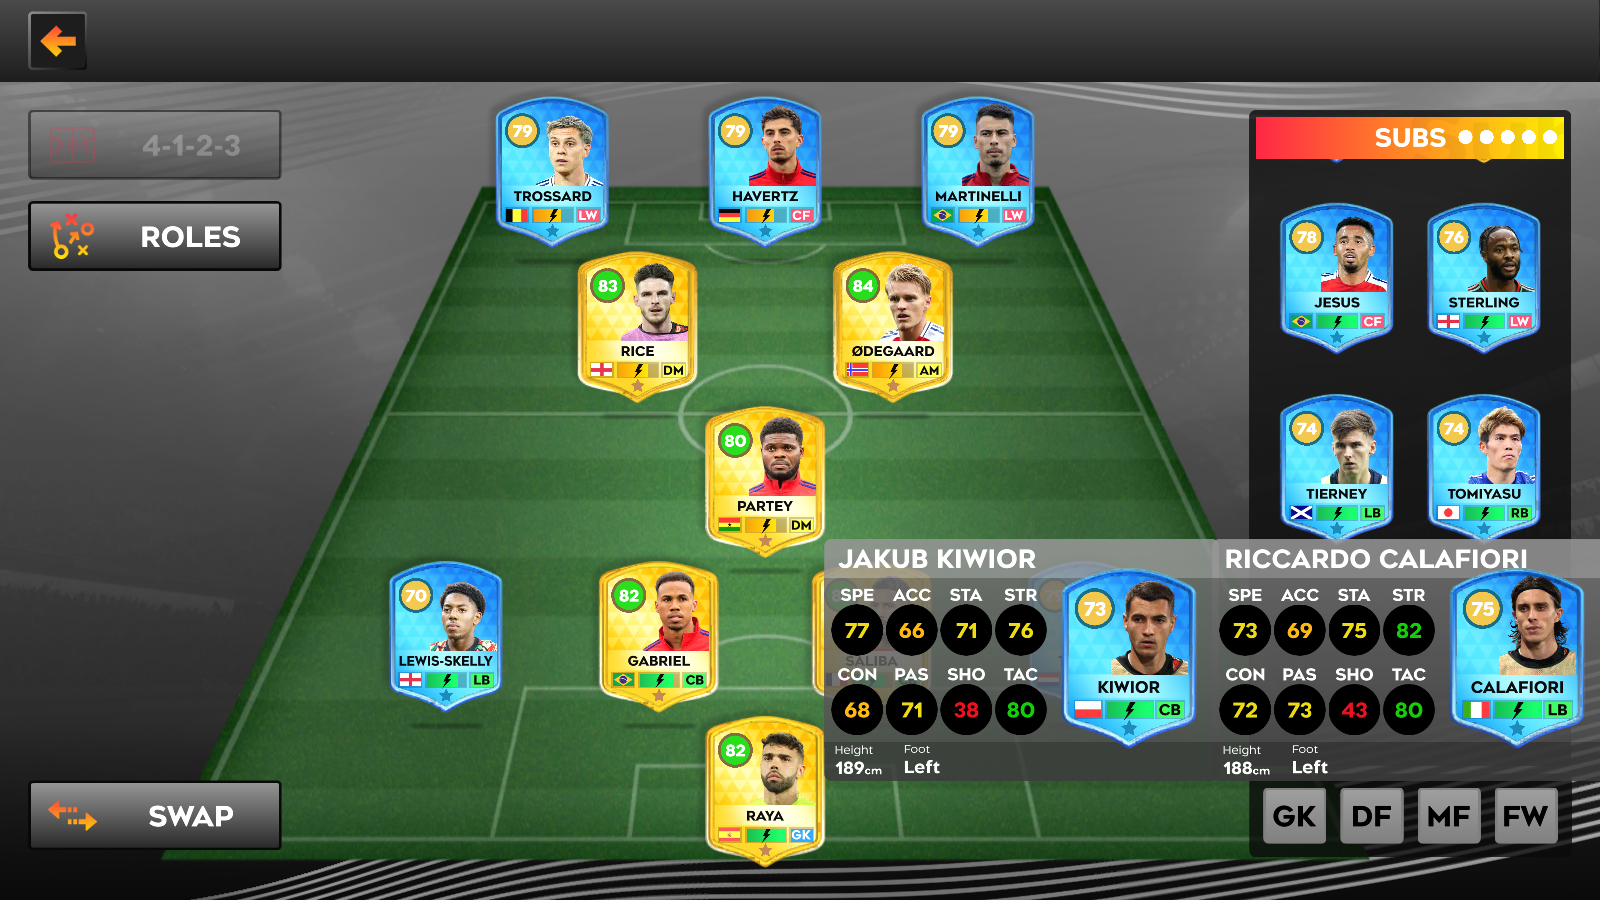 4-1-2-3
ROLES
SWAP
79
TROSSARD
LW
79
HAVERTZ
CF
79
MARTINELLI
LW
83
RICE
DM
84
ØDEGAARD
AM
80
PARTEY
DM
70
LEWIS-SKELLY
LB
82
GABRIEL
CB
SALIBA
82
RAYA
GK
SUBS
78
JESUS
CF
76
STERLING
LW
74
TIERNEY
LB
74
TOMIYASU
RB
JAKUB KIWIOR
SPE ACC STA STR
77 66 71 76
CON PAS SHO TAC
68 71 38 80
Height Foot
189cm Left
73
KIWIOR
CB
RICCARDO CALAFIORI
SPE ACC STA STR
73 69 75 82
CON PAS SHO TAC
72 73 43 80
Height Foot
188cm Left
75
CALAFIORI
LB
GK DF MF FW